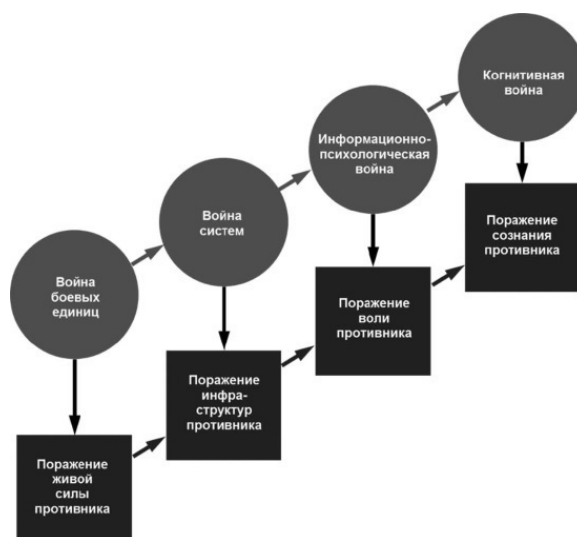 Когнитивная
война
Информационно-
психологическая
война
Война
систем
Война
боевых
единиц
Поражение
сознания
противника
Поражение
воли
противника
Поражение
инфра-
структур
противника
Поражение
живой
силы
противника